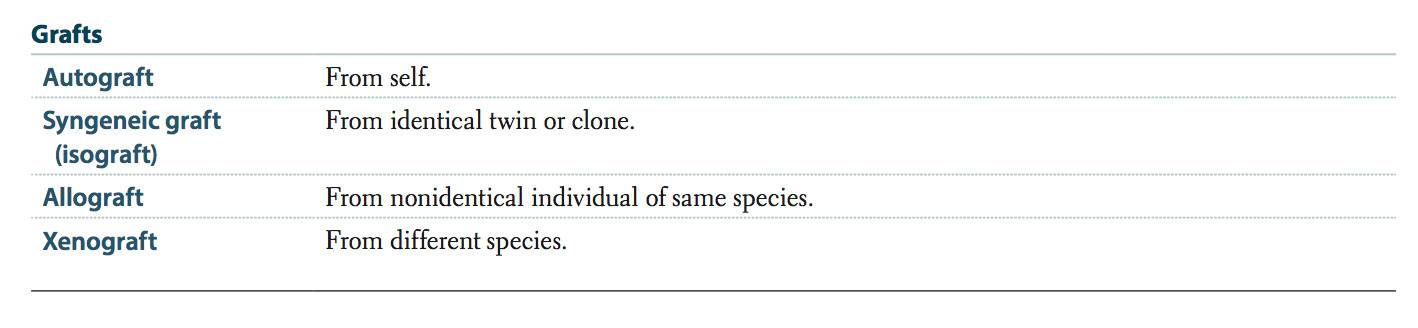 Grafts
Autograft From self.
Syngeneic graft From identical twin or clone.
(isograft)
Allograft From nonidentical individual of same species.
Xenograft From different species.